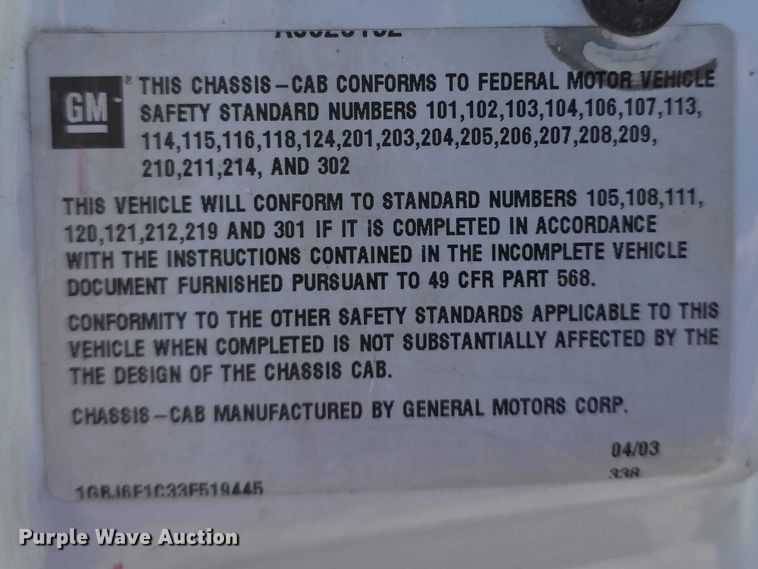 GM ® THIS CHASSIS-CAB CONFORMS TO FEDERAL MOTOR VEHICLE
SAFETY STANDARD NUMBERS 101,102,103,104,106,107,113,
114,115,116,118,124,201,203,204,205,206,207,208,209,
210,211,214, AND 302
THIS VEHICLE WILL CONFORM TO STANDARD NUMBERS 105,108,111,
120,121,212,219 AND 301 IF IT IS COMPLETED IN ACCORDANCE
WITH THE INSTRUCTIONS CONTAINED IN THE INCOMPLETE VEHICLE
DOCUMENT FURNISHED PURSUANT TO 49 CFR PART 568.
CONFORMITY TO THE OTHER SAFETY STANDARDS APPLICABLE TO THIS
VEHICLE WHEN COMPLETED IS NOT SUBSTANTIALLY AFFECTED BY THE
THE DESIGN OF THE CHASSIS CAB.
CHASSIS-CAB MANUFACTURED BY GENERAL MOTORS CORP.
04/03
1GBJ6F1C33F519445
Purple Wave Auction